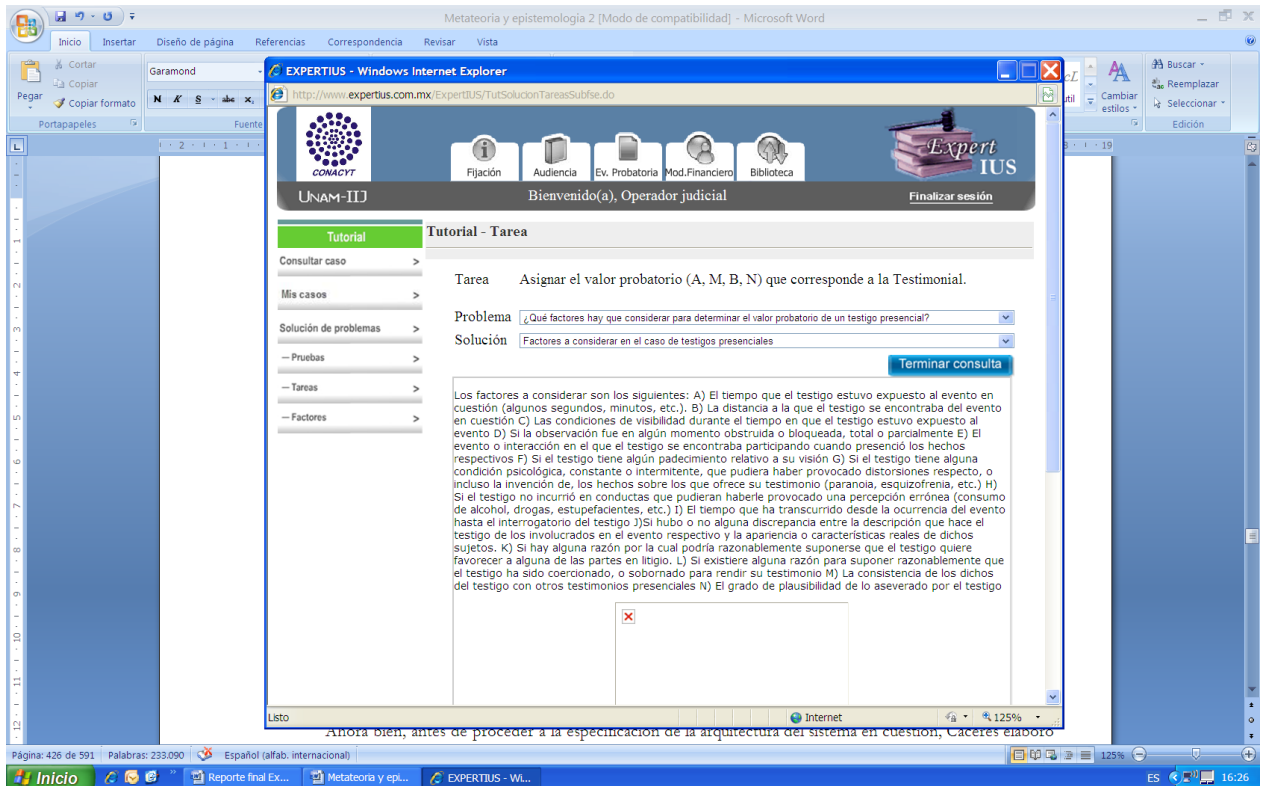 Metateoria y epistemologia 2 [Modo de compatibilidad] - Microsoft Word
Inicio Insertar Diseño de página Referencias Correspondencia Revisar Vista
Cortar
Copiar
Copiar formato
Pegar
Portapapeles
Garamond
N K S abc x,
Fuente
Cambiar estilos
Buscar
Reemplazar
Seleccionar
Edición
EXPERTIUS - Windows Internet Explorer
http://www.expertius.com.mx/ExpertIUS/TutSolucionTareasSubfse.do
CONACYT
Fijación Audiencia Ev. Probatoria Mod.Financiero Biblioteca
Expert
IUS
UNAM-IIJ Bienvenido(a), Operador judicial Finalizar sesión
Tutorial
Consultar caso >
Mis casos >
Solución de problemas >
— Pruebas >
— Tareas >
— Factores >
Tutorial - Tarea
Tarea Asignar el valor probatorio (A, M, B, N) que corresponde a la Testimonial.
Problema ¿Qué factores hay que considerar para determinar el valor probatorio de un testigo presencial?
Solución Factores a considerar en el caso de testigos presenciales
Terminar consulta
Los factores a considerar son los siguientes: A) El tiempo que el testigo estuvo expuesto al evento en
cuestión (algunos segundos, minutos, etc.). B) La distancia a la que el testigo se encontraba del evento
en cuestión C) Las condiciones de visibilidad durante el tiempo en que el testigo estuvo expuesto al
evento D) Si la observación fue en algún momento obstruida o bloqueada, total o parcialmente E) El
evento o interacción en el que el testigo se encontraba participando cuando presenció los hechos
respectivos F) Si el testigo tiene algún padecimiento relativo a su visión G) Si el testigo tiene alguna
condición psicológica, constante o intermitente, que pudiera haber provocado distorsiones respecto, o
incluso la invención de, los hechos sobre los que ofrece su testimonio (paranoia, esquizofrenia, etc.) H)
Si el testigo no incurrió en conductas que pudieran haberle provocado una percepción errónea (consumo
de alcohol, drogas, estupefacientes, etc.) I) El tiempo que ha transcurrido desde la ocurrencia del evento
hasta el interrogatorio del testigo J)Si hubo o no alguna discrepancia entre la descripción que hace el
testigo de los involucrados en el evento respectivo y la apariencia o características reales de dichos
sujetos. K) Si hay alguna razón por la cual podría razonablemente suponerse que el testigo quiere
favorecer a alguna de las partes en litigio. L) Si existiere alguna razón para suponer razonablemente que
el testigo ha sido coercionado, o sobornado para rendir su testimonio M) La consistencia de los dichos
del testigo con otros testimonios presenciales N) El grado de plausibilidad de lo aseverado por el testigo
Listo Internet 125%
Ahora bien, antes de proceder a la especificación de la arquitectura del sistema en cuestión, Cáceres elaboró
Página: 426 de 591 Palabras: 233.090 Español (alfab. internacional) 125%
Inicio Reporte final Ex... Metateoria y epi... EXPERTIUS - Wi... ES 16:26